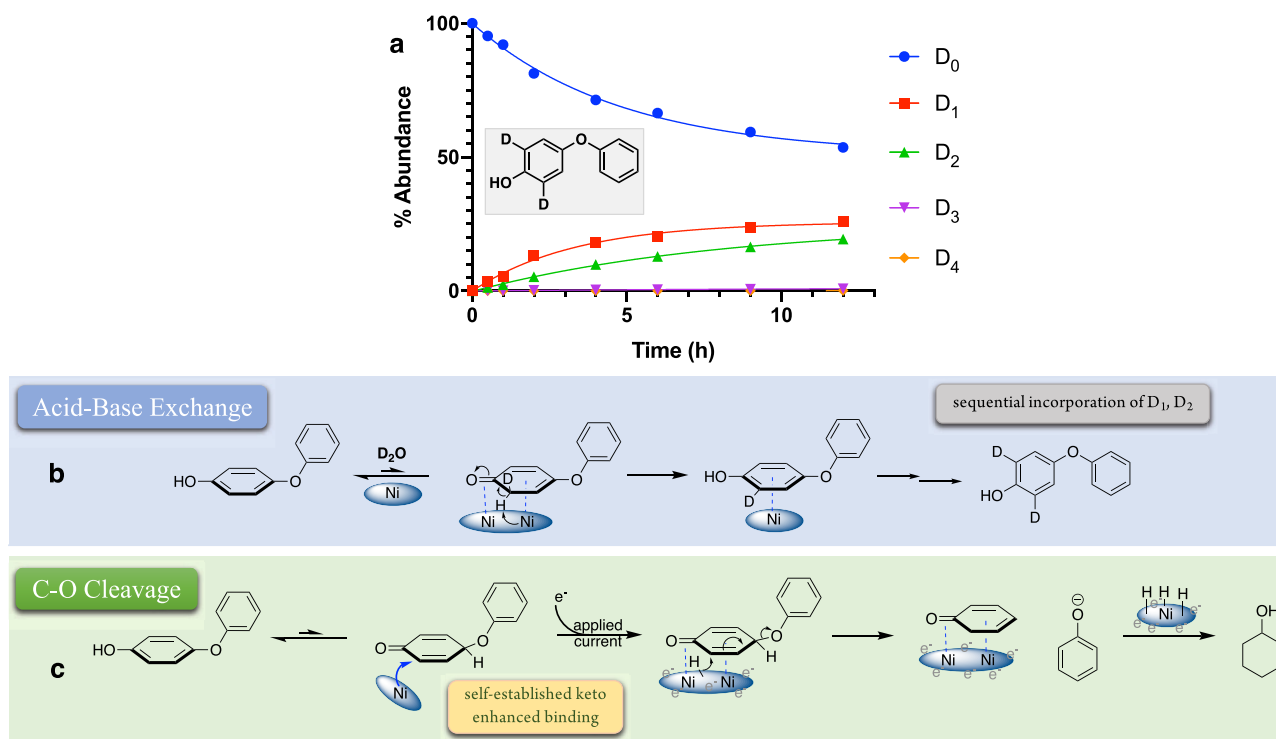 a
100
50
0
% Abundance
0
5
10
Time (h)
D
O
HO
D
D0
D1
D2
D3
D4
Acid-Base Exchange
sequential incorporation of D1, D2
b
HO
O
D2O
Ni
O
D
H
O
Ni
Ni
HO
D
O
Ni
D
O
HO
D
C-O Cleavage
c
HO
O
O
O
H
Ni
self-established keto
enhanced binding
e-
applied
current
O
O
H
H
Ni
Ni
e-
e-
e-
e-
e-
O
Ni
Ni
e-
e-
e-
e-
e-
e-
e-
O
⊖
H
H
H
Ni
e-
e-
e-
e-
OH